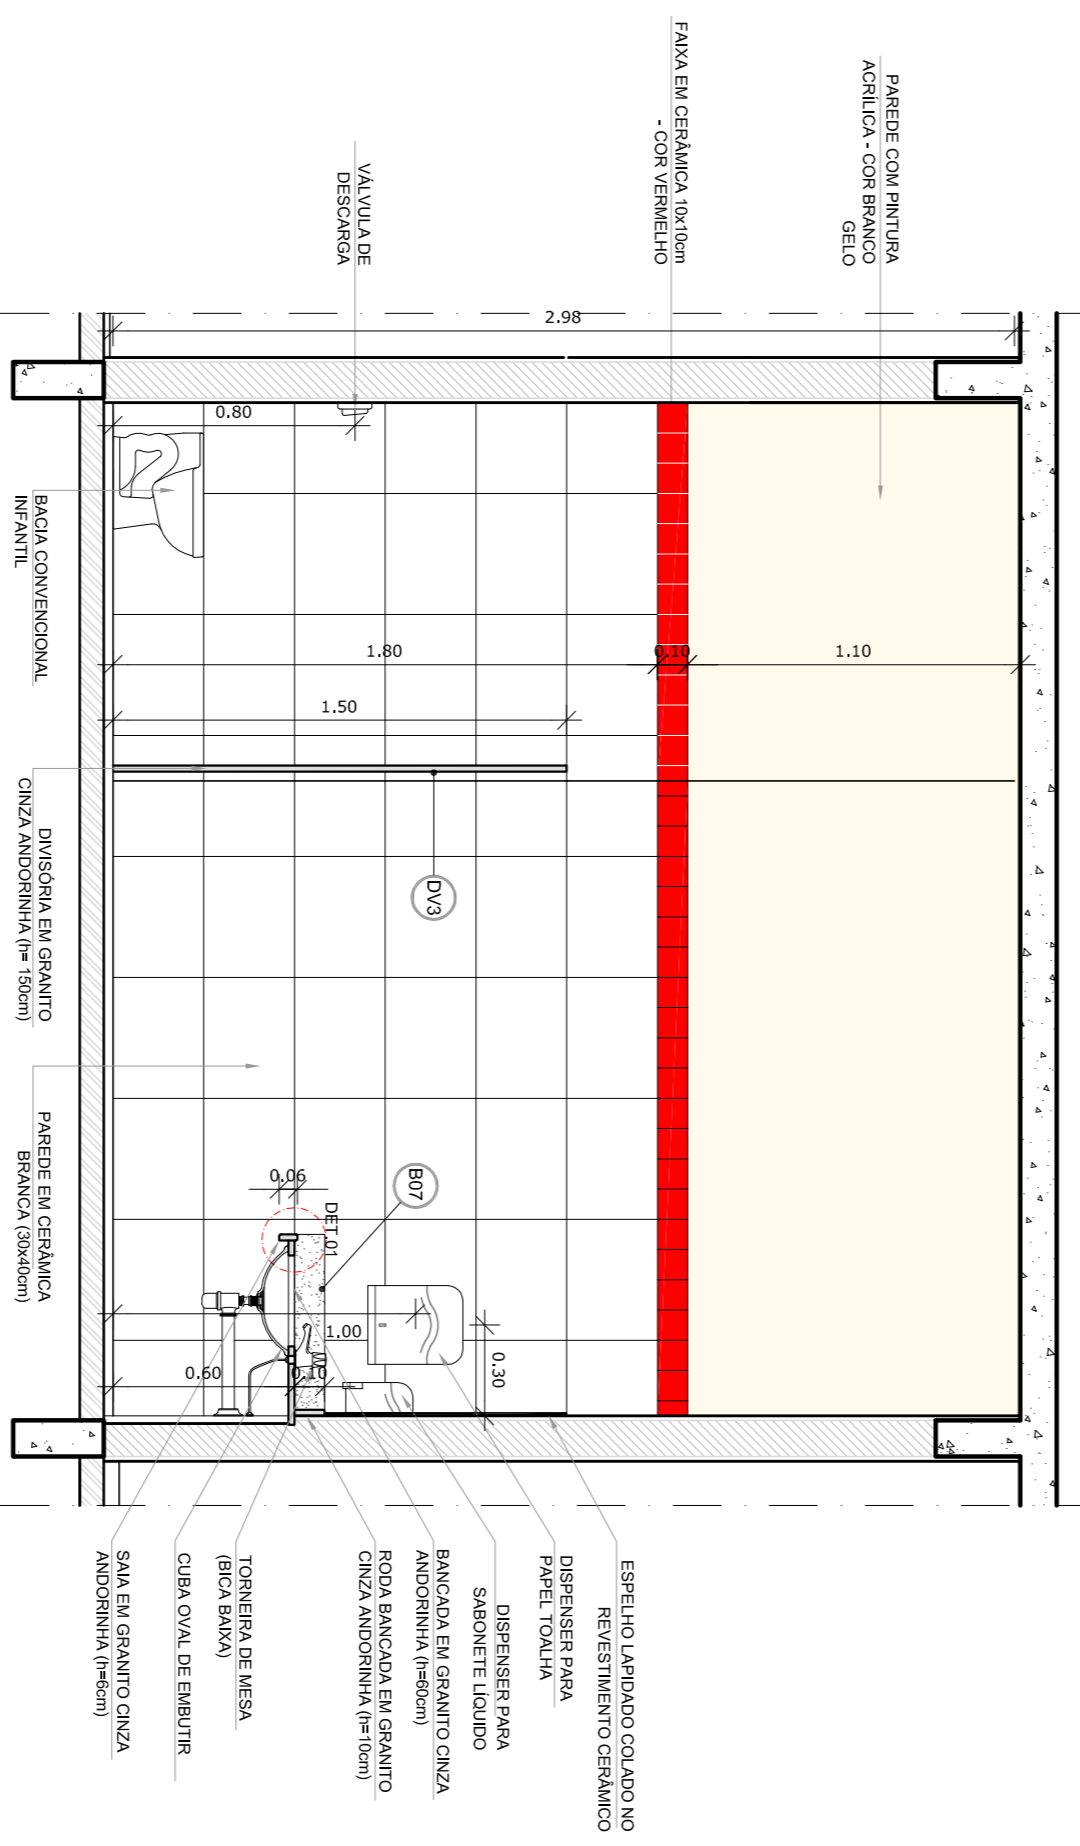 PAREDE COM PINTURA
ACRÍLICA - COR BRANCO
GELO
FAIXA EM CERÂMICA 10x10cm
- COR VERMELHO
VÁLVULA DE
DESCARGA
2.98
0.80
BACIA CONVENCIONAL
INFANTIL
1.80
0.10
1.10
1.50
DIVISÓRIA EM GRANITO
CINZA ANDORINHA (h= 150cm)
DV3
PAREDE EM CERÂMICA
BRANCA (30x40cm)
0.06
B07
DET.01
1.00
0.30
0.60
0.10
ESPELHO LAPIDADO COLADO NO
REVESTIMENTO CERÂMICO
DISPENSER PARA
PAPEL TOALHA
DISPENSER PARA
SABONETE LÍQUIDO
BANCADA EM GRANITO CINZA
ANDORINHA (h=60cm)
RODA BANCADA EM GRANITO
CINZA ANDORINHA (h=10cm)
TORNEIRA DE MESA
(BICA BAIXA)
CUBA OVAL DE EMBUTIR
SAIA EM GRANITO CINZA
ANDORINHA (h=6cm)